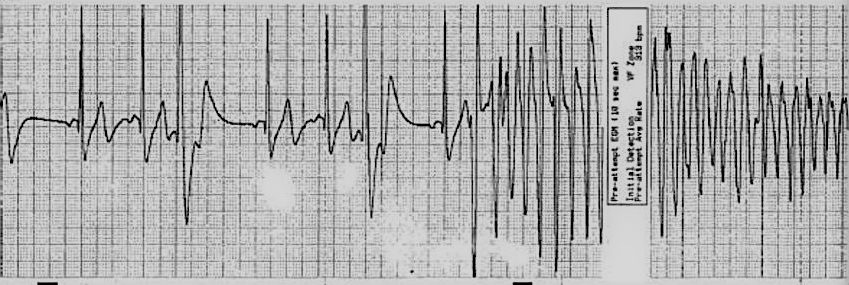 Pre-attempt EGM (10 sec max)
Initial Detection VF Zone
Pre-attempt Ave Rate 313 bpm